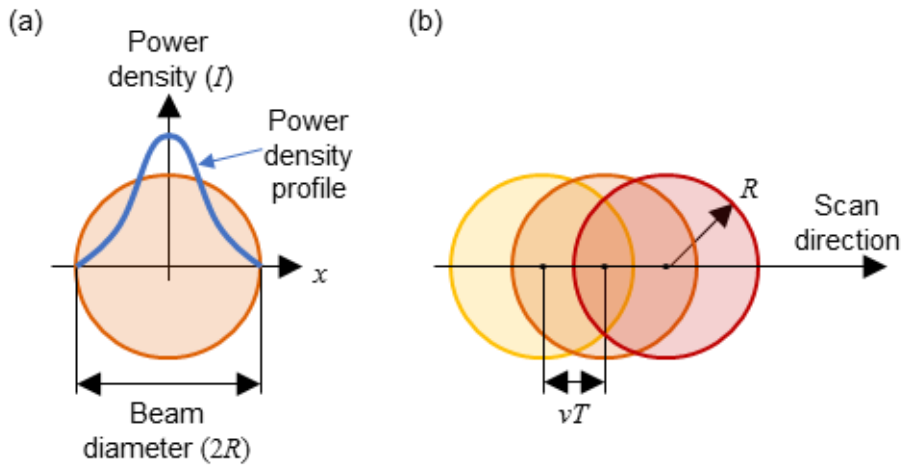 (a)
Power
density (I)
Power
density
profile
x
Beam
diameter (2R)
(b)
R
Scan
direction
vT